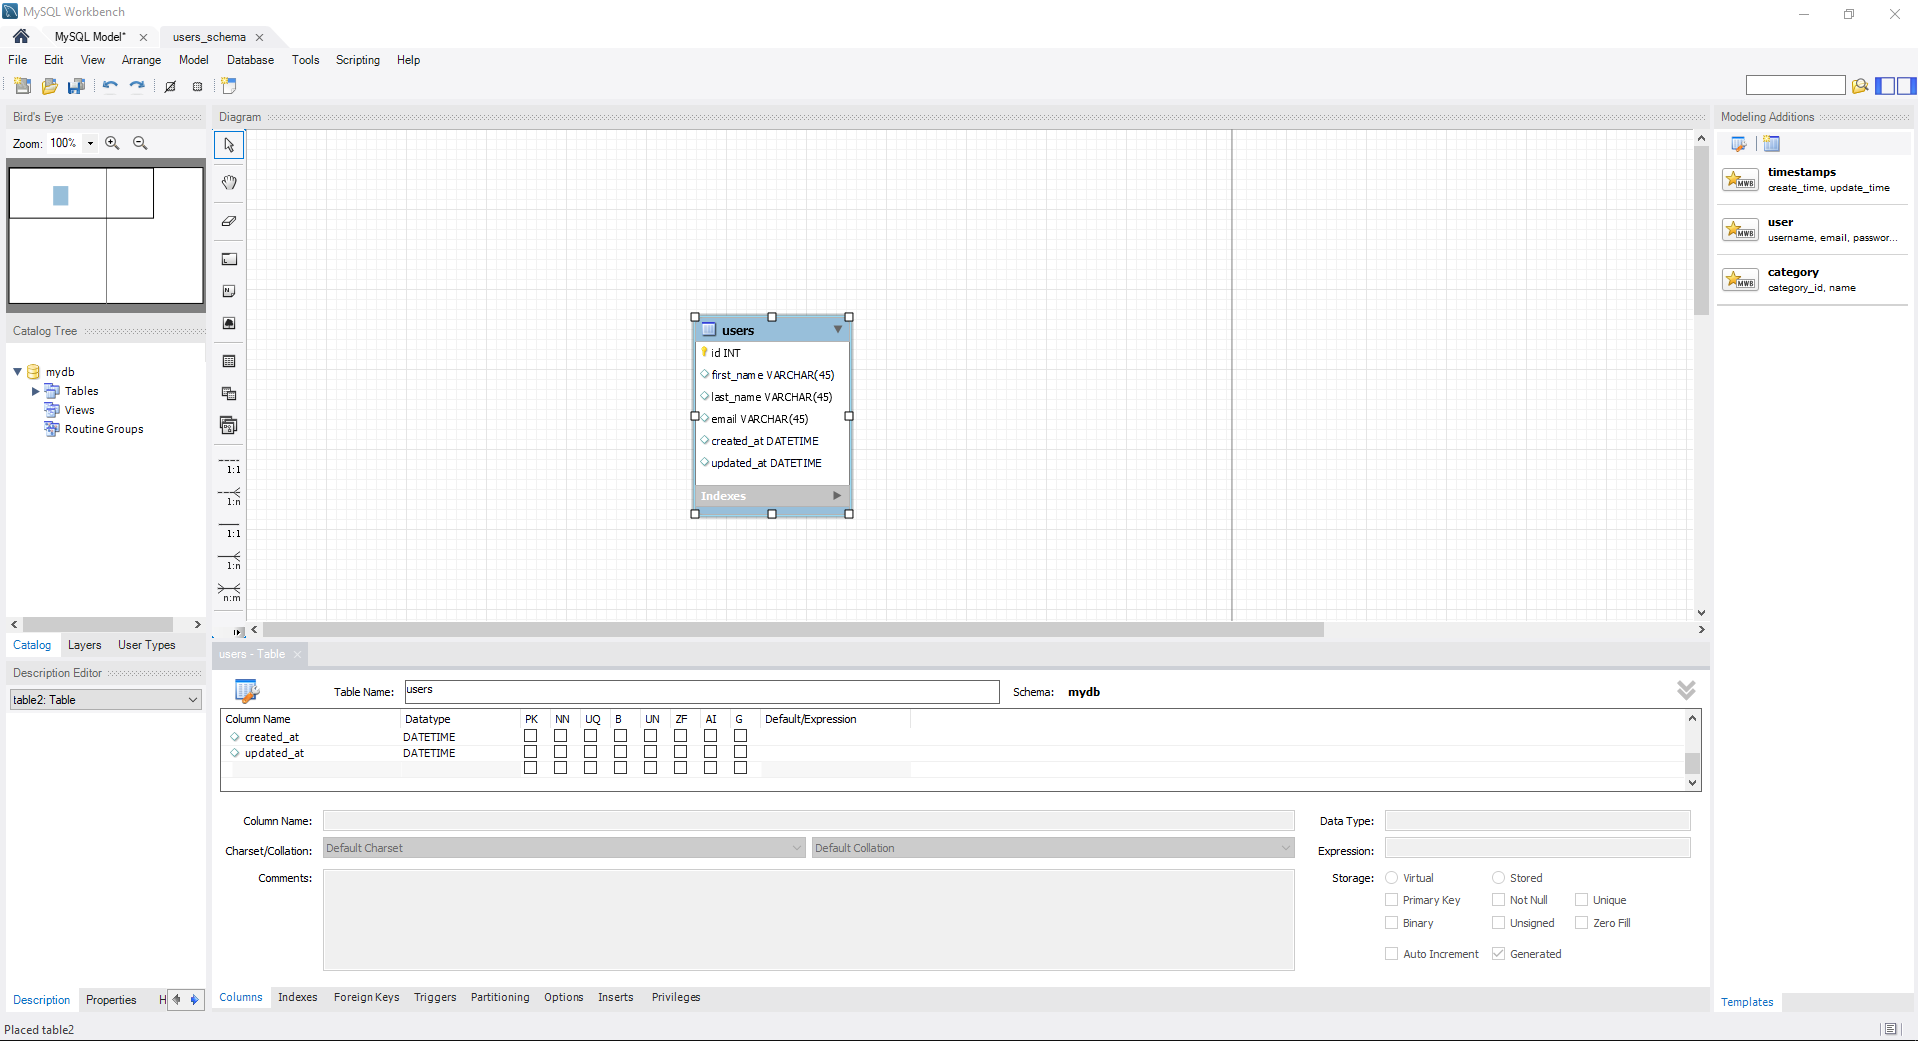 MySQL Workbench
MySQL Model*
users_schema
File Edit View Arrange Model Database Tools Scripting Help
Bird's Eye
Zoom: 100%
Catalog Tree
mydb
Tables
Views
Routine Groups
Catalog Layers User Types
Description Editor
table2: Table
Description Properties H
Placed table2
Diagram
1:1
1:n
1:1
1:n
n:m
users
id INT
first_name VARCHAR(45)
last_name VARCHAR(45)
email VARCHAR(45)
created_at DATETIME
updated_at DATETIME
Indexes
users - Table
Table Name: users Schema: mydb
Column Name Datatype PK NN UQ B UN ZF AI G Default/Expression
created_at DATETIME
updated_at DATETIME
Column Name: Data Type:
Charset/Collation: Default Charset Default Collation Expression:
Comments: Storage: Virtual Stored
Primary Key Not Null Unique
Binary Unsigned Zero Fill
Auto Increment Generated
Columns Indexes Foreign Keys Triggers Partitioning Options Inserts Privileges
Modeling Additions
MWB
timestamps
create_time, update_time
MWB
user
username, email, passwor...
MWB
category
category_id, name
Templates